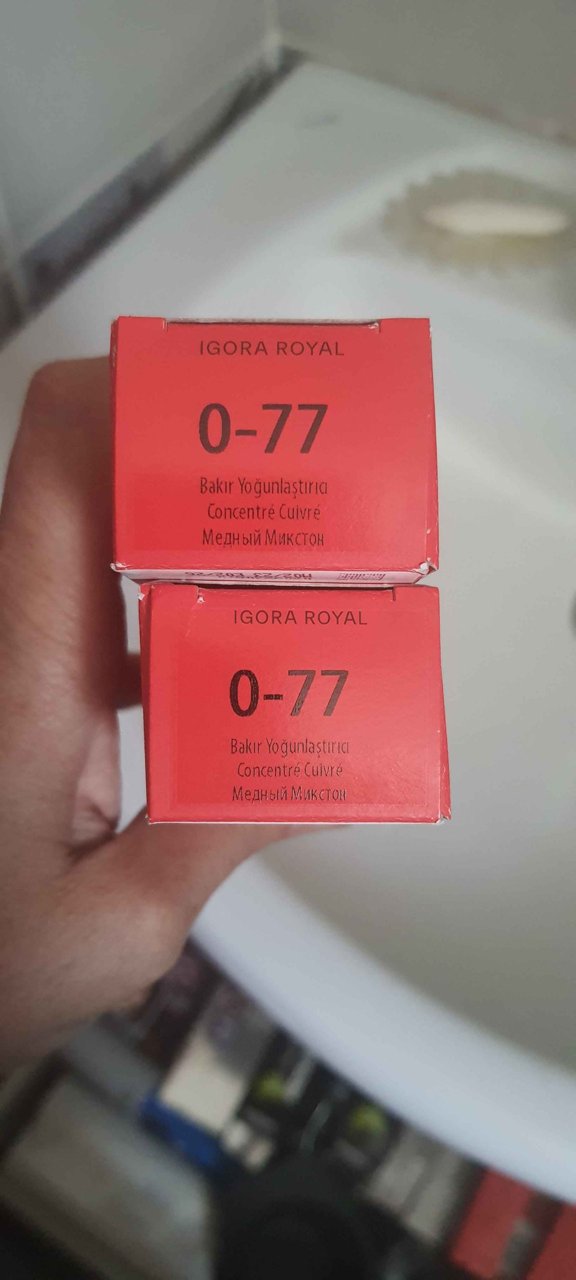 IGORA ROYAL
0-77
Bakır Yoğunlaştırıcı
Concentré Cuivré
Медный Микстон
IGORA ROYAL
0-77
Bakır Yoğunlaştırıcı
Concentré Cuivré
Медный Микстон